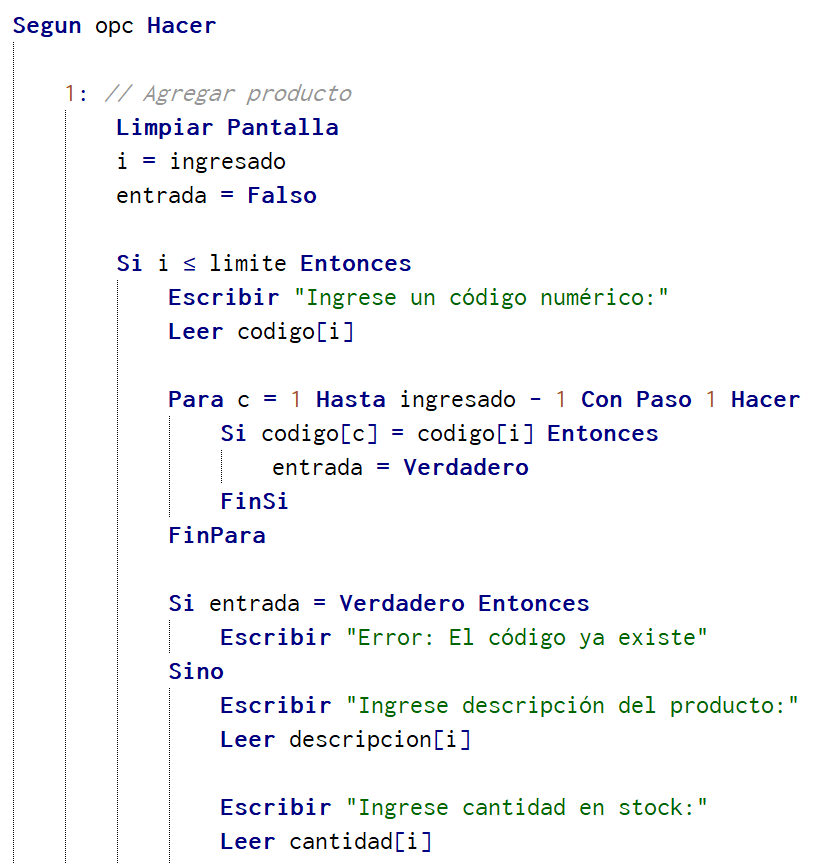 Segun opc Hacer
1: // Agregar producto
Limpiar Pantalla
i = ingresado
entrada = Falso
Si i ≤ limite Entonces
Escribir "Ingrese un código numérico:"
Leer codigo[i]
Para c = 1 Hasta ingresado - 1 Con Paso 1 Hacer
Si codigo[c] = codigo[i] Entonces
entrada = Verdadero
FinSi
FinPara
Si entrada = Verdadero Entonces
Escribir "Error: El código ya existe"
Sino
Escribir "Ingrese descripción del producto:"
Leer descripcion[i]
Escribir "Ingrese cantidad en stock:"
Leer cantidad[i]